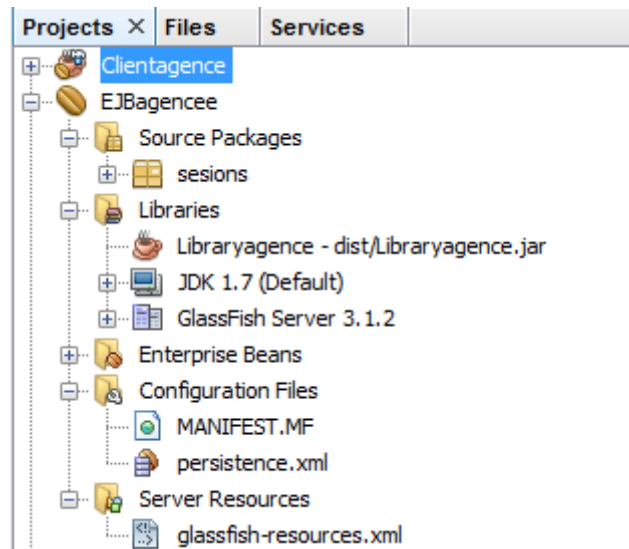 Projects × Files Services
Clientagence
EJBagencee
Source Packages
sesions
Libraries
Libraryagence - dist/Libraryagence.jar
JDK 1.7 (Default)
GlassFish Server 3.1.2
Enterprise Beans
Configuration Files
MANIFEST.MF
persistence.xml
Server Resources
glassfish-resources.xml